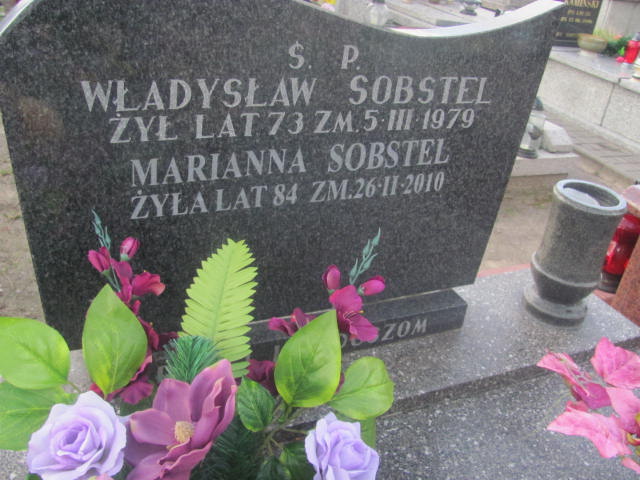 Ś. P.
WŁADYSŁAW SOBSTEL
ŻYŁ LAT 73 ZM. 5·III·1979
MARIANNA SOBSTEL
ŻYŁA LAT 84 ZM. 26·II·2010